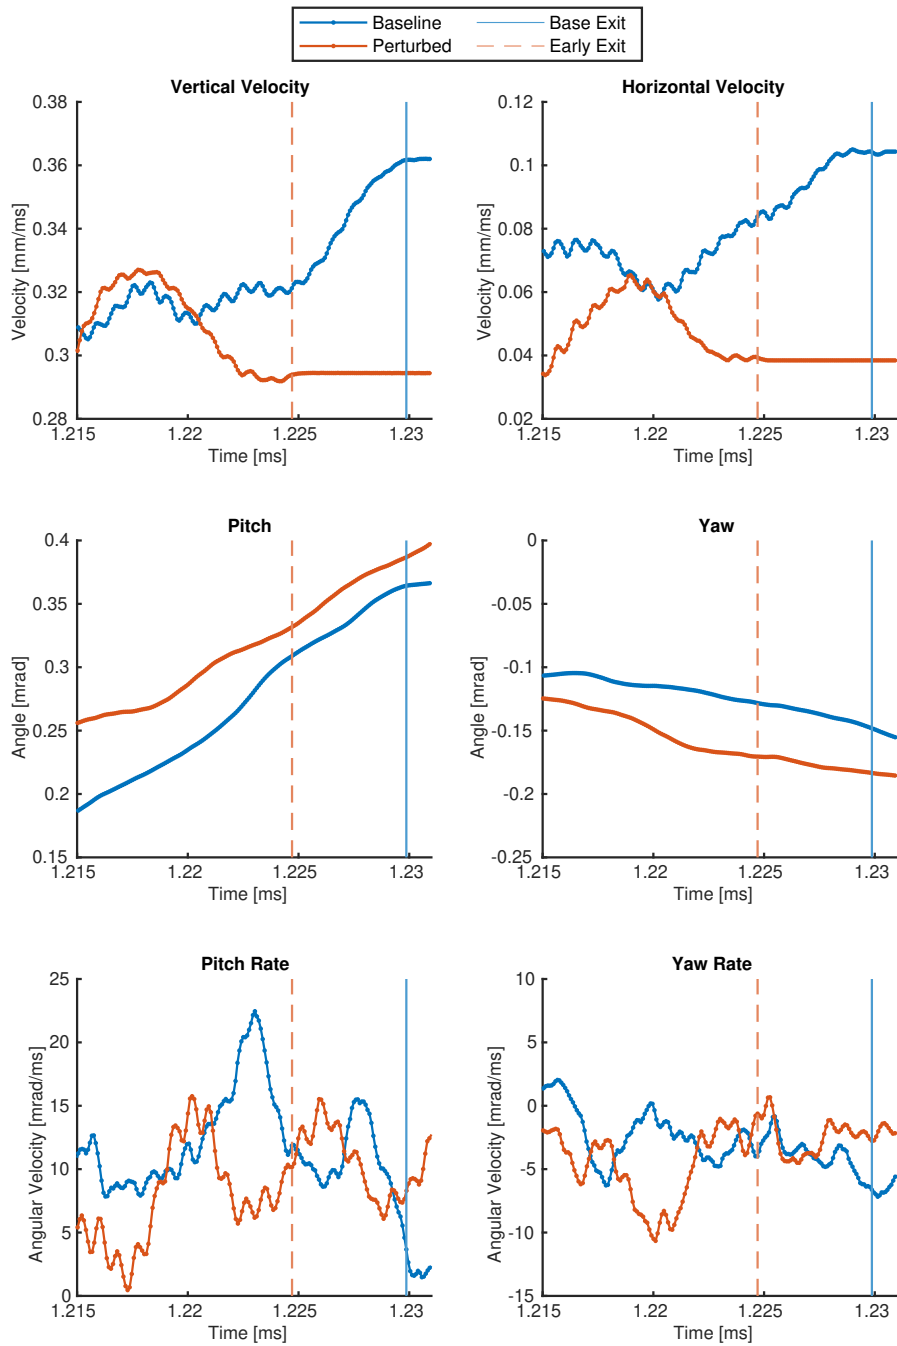 Baseline
Base Exit
Perturbed
Early Exit
Vertical Velocity
Horizontal Velocity
0.38
0.36
0.34
0.32
0.3
0.28
Velocity [mm/ms]
1.215
1.22
1.225
1.23
Time [ms]
0.12
0.1
0.08
0.06
0.04
0.02
Velocity [mm/ms]
1.215
1.22
1.225
1.23
Time [ms]
Pitch
Yaw
0.4
0.35
0.3
0.25
0.2
0.15
Angle [mrad]
1.215
1.22
1.225
1.23
Time [ms]
0
-0.05
-0.1
-0.15
-0.2
-0.25
Angle [mrad]
1.215
1.22
1.225
1.23
Time [ms]
Pitch Rate
Yaw Rate
25
20
15
10
5
0
Angular Velocity [mrad/ms]
1.215
1.22
1.225
1.23
Time [ms]
10
5
0
-5
-10
-15
Angular Velocity [mrad/ms]
1.215
1.22
1.225
1.23
Time [ms]